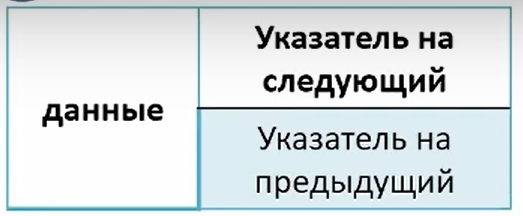 данные
Указатель на
следующий
Указатель на
предыдущий